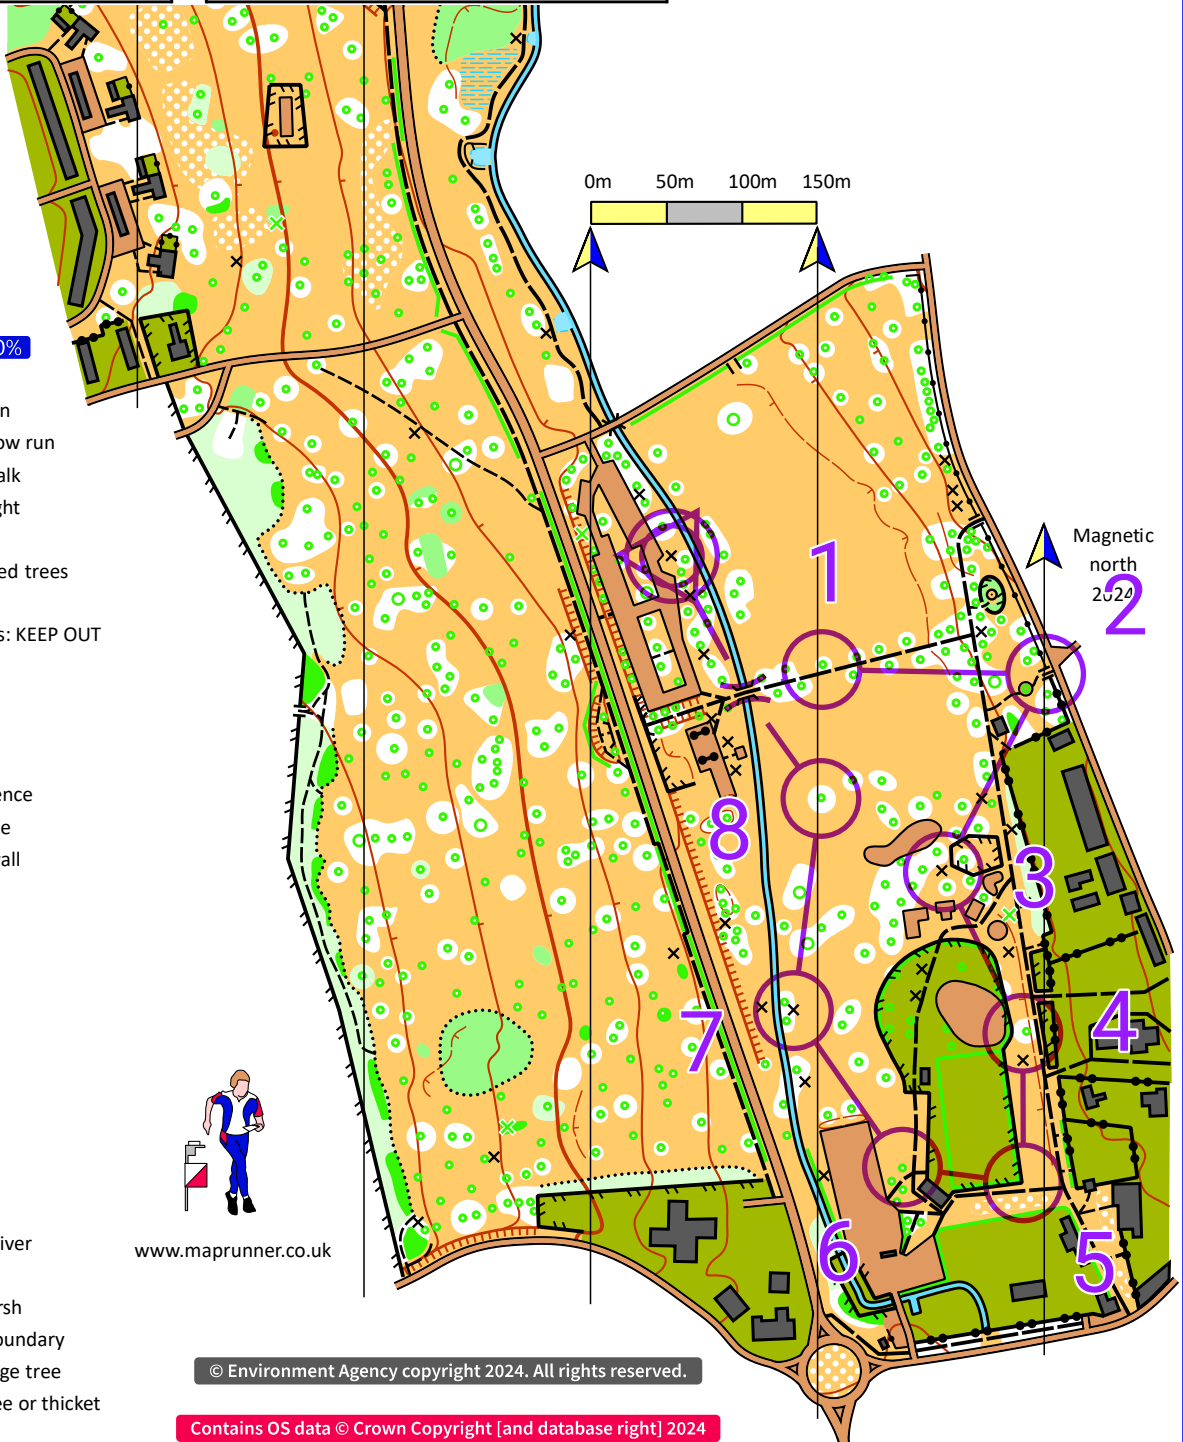 0m 50m 100m 150m
0%
n
ow run
alk
ght
ed trees
s: KEEP OUT
ence
e
all
iver
rsh
oundary
ge tree
ee or thicket
Magnetic
north
2024
1
2
3
4
5
6
7
8
www.maprunner.co.uk
© Environment Agency copyright 2024. All rights reserved.
Contains OS data © Crown Copyright [and database right] 2024